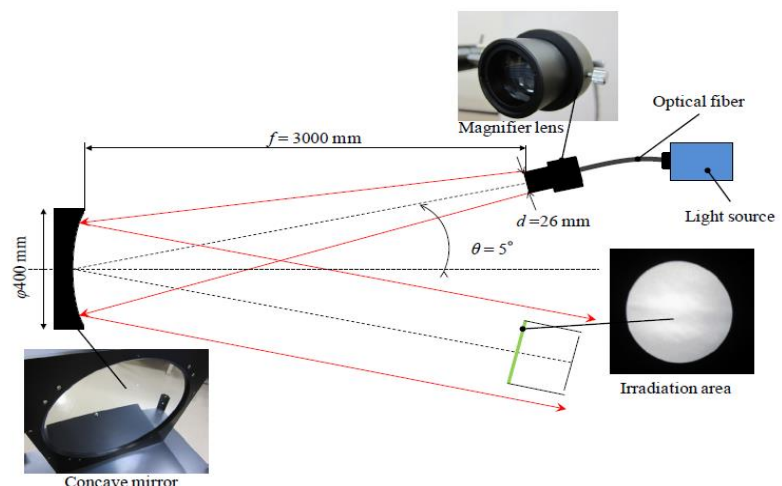 Magnifier lens
Optical fiber
Light source
f = 3000 mm
d =26 mm
θ = 5°
φ400 mm
Irradiation area
Concave mirror